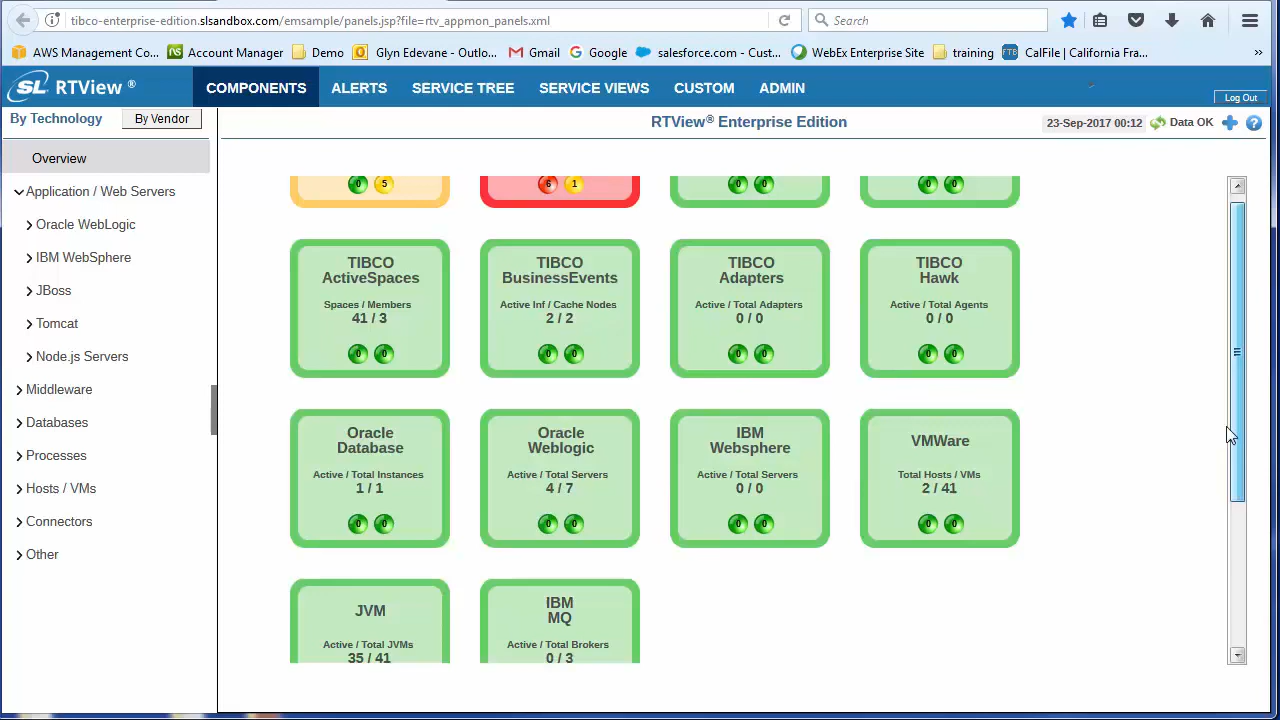 tibco-enterprise-edition.slsandbox.com/emsample/panels.jsp?file=rtv_appmon_panels.xml
Search
AWS Management Co...
Account Manager
Demo
Glyn Edevane - Outlo...
Gmail
Google
salesforce.com - Cust...
WebEx Enterprise Site
training
FTB
CalFile | California Fra...
»
SL RTView ®
COMPONENTS
ALERTS
SERVICE TREE
SERVICE VIEWS
CUSTOM
ADMIN
Log Out
By Technology
By Vendor
RTView® Enterprise Edition
23-Sep-2017 00:12
Data OK
Overview
Application / Web Servers
Oracle WebLogic
IBM WebSphere
JBoss
Tomcat
Node.js Servers
Middleware
Databases
Processes
Hosts / VMs
Connectors
Other
0 5
6 1
0 0
0 0
TIBCO
ActiveSpaces
Spaces / Members
41 / 3
0 0
TIBCO
BusinessEvents
Active Inf / Cache Nodes
2 / 2
0 0
TIBCO
Adapters
Active / Total Adapters
0 / 0
0 0
TIBCO
Hawk
Active / Total Agents
0 / 0
0 0
Oracle
Database
Active / Total Instances
1 / 1
0 0
Oracle
Weblogic
Active / Total Servers
4 / 7
0 0
IBM
Websphere
Active / Total Servers
0 / 0
0 0
VMWare
Total Hosts / VMs
2 / 41
0 0
JVM
Active / Total JVMs
35 / 41
IBM
MQ
Active / Total Brokers
0 / 3